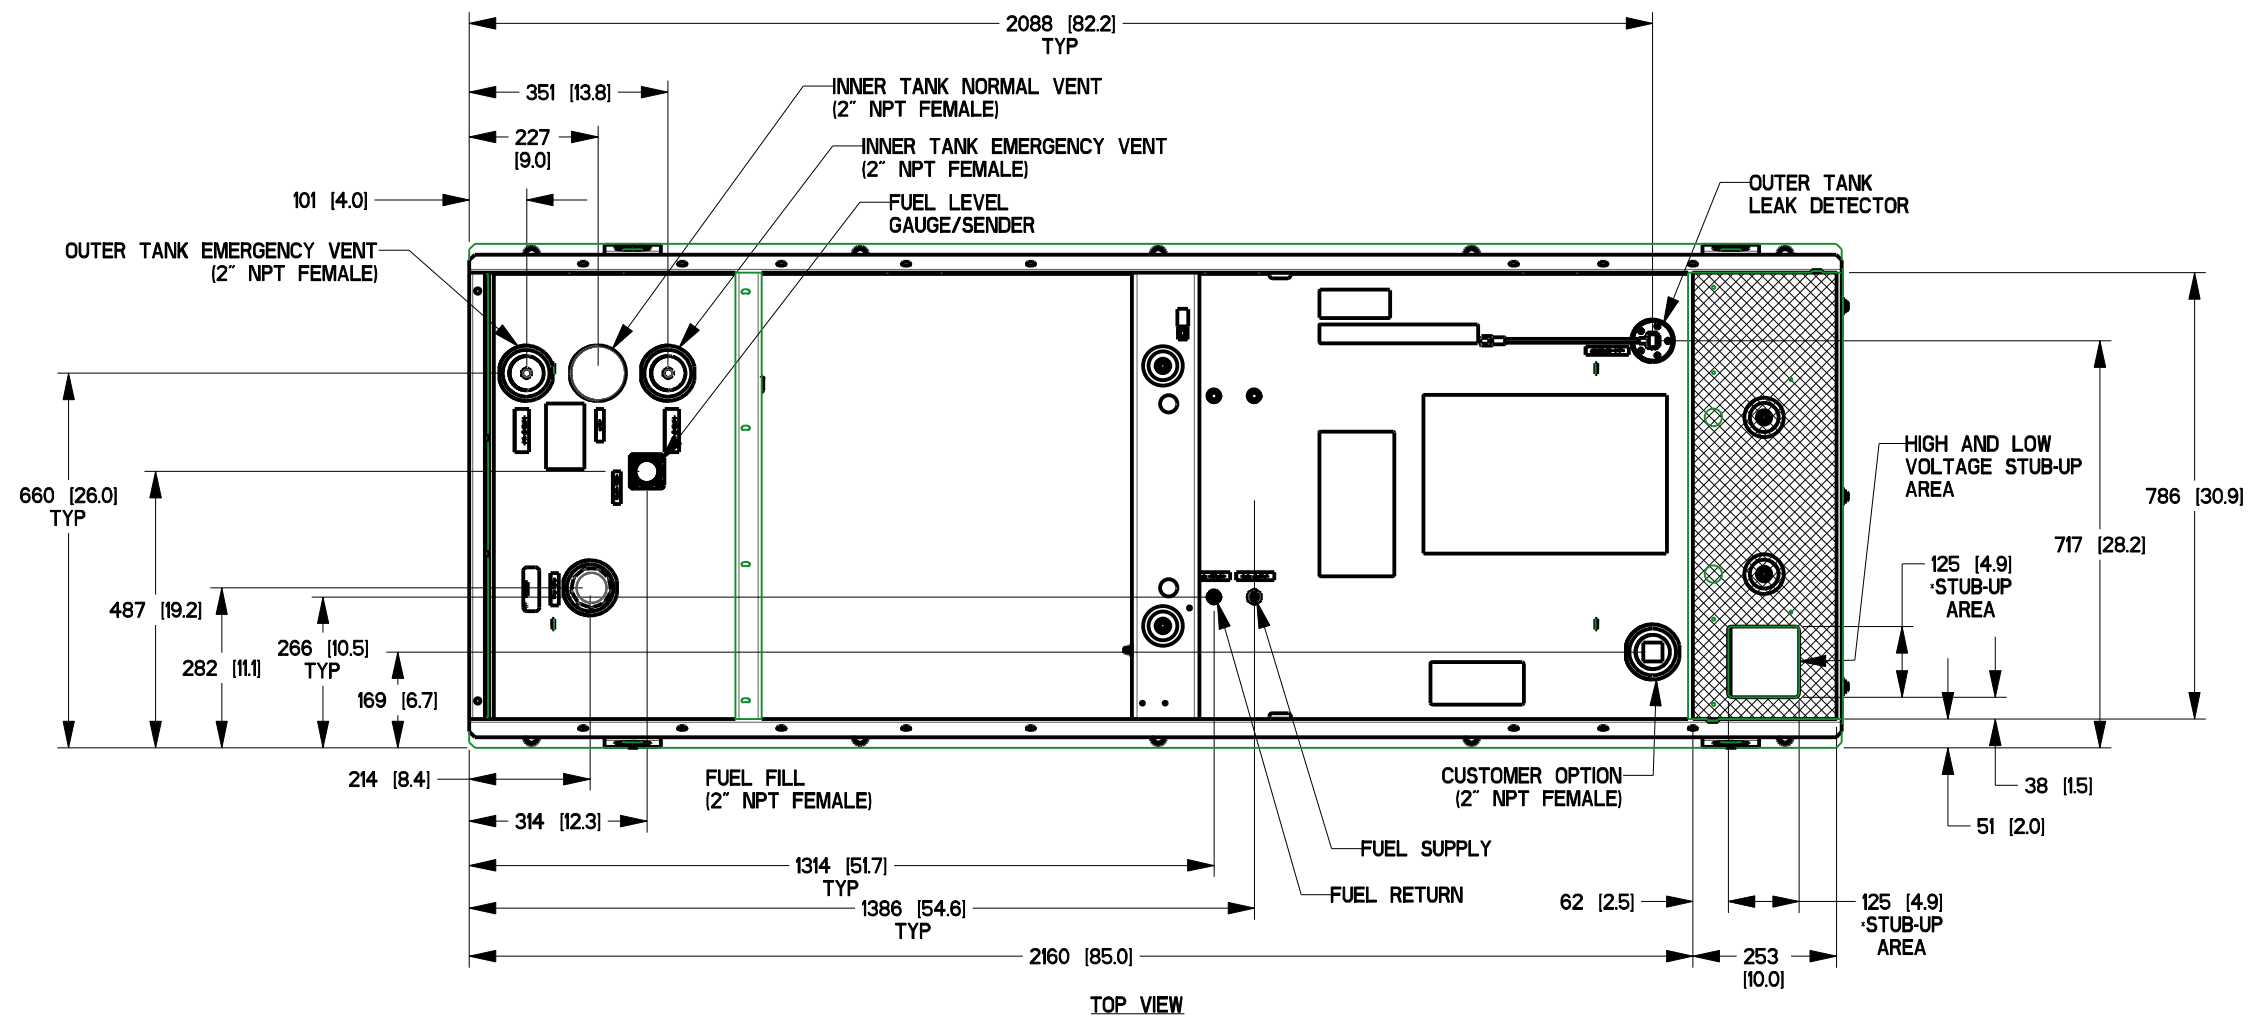 2088 [82.2]
TYP
351 [13.8]
INNER TANK NORMAL VENT
(2" NPT FEMALE)
227
[9.0]
INNER TANK EMERGENCY VENT
(2" NPT FEMALE)
101 [4.0]
FUEL LEVEL
GAUGE/SENDER
OUTER TANK
LEAK DETECTOR
OUTER TANK EMERGENCY VENT
(2" NPT FEMALE)
HIGH AND LOW
VOLTAGE STUB-UP
AREA
660 [26.0]
TYP
786 [30.9]
717 [28.2]
125 [4.9]
*STUB-UP
AREA
487 [19.2]
266 [10.5]
TYP
282 [11.1]
169 [6.7]
214 [8.4]
FUEL FILL
(2" NPT FEMALE)
CUSTOMER OPTION
(2" NPT FEMALE)
38 [1.5]
314 [12.3]
51 [2.0]
FUEL SUPPLY
1314 [51.7]
TYP
FUEL RETURN
1386 [54.6]
TYP
62 [2.5]
125 [4.9]
*STUB-UP
AREA
2160 [85.0]
253
[10.0]
TOP VIEW